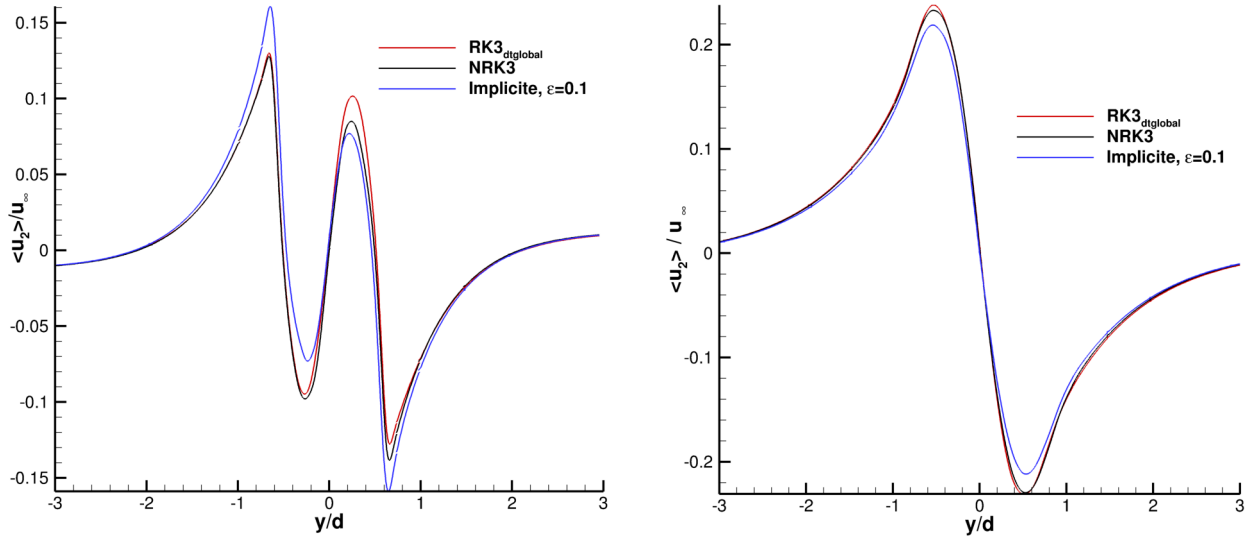 0.15
0.1
0.05
0
-0.05
-0.1
-0.15
<u₂>/u∞
RK3dtglobal
NRK3
Implicite, ε=0.1
-3 -2 -1 0 1 2 3
y/d
0.2
0.1
0
-0.1
-0.2
<u₂> / u ∞
RK3dtglobal
NRK3
Implicite, ε=0.1
-3 -2 -1 0 1 2 3
y/d